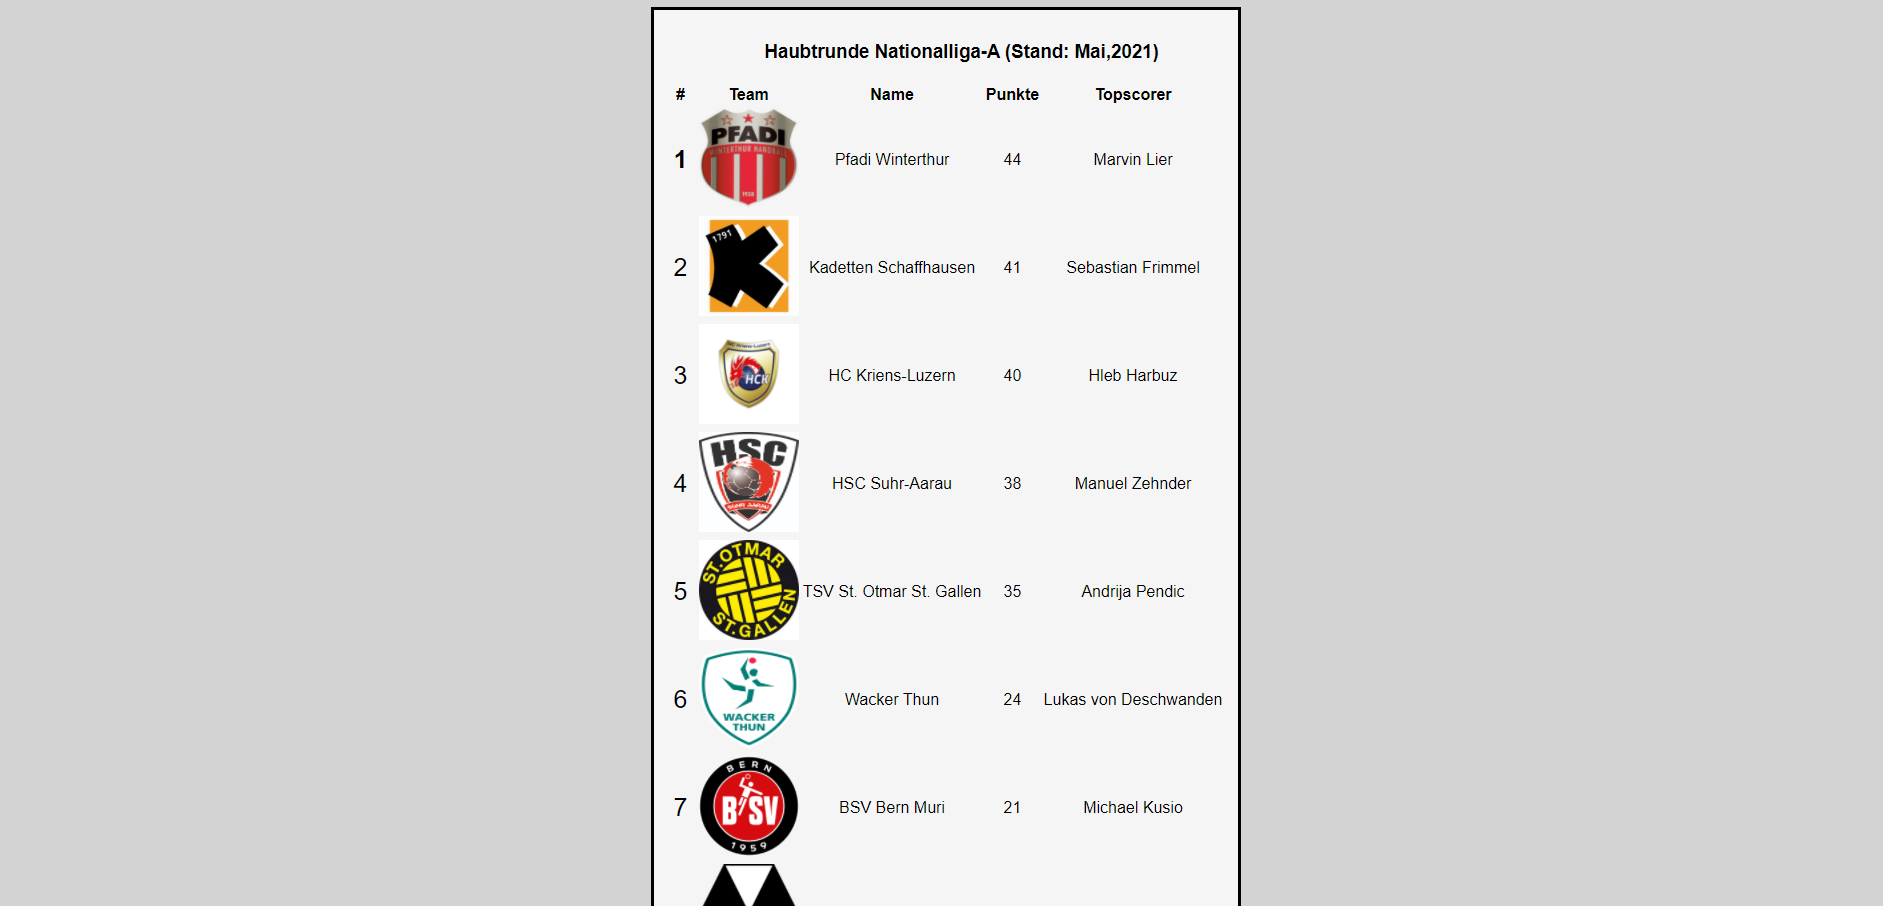 Haubtrunde Nationalliga-A (Stand: Mai,2021)
# Team Name Punkte Topscorer
PFADI
WINTERTHUR HANDBALL
1938
1 Pfadi Winterthur 44 Marvin Lier
1791
2 Kadetten Schaffhausen 41 Sebastian Frimmel
HC Kriens-Luzern
HCK
3 HC Kriens-Luzern 40 Hleb Harbuz
HSC
SUHR AARAU
4 HSC Suhr-Aarau 38 Manuel Zehnder
ST.OTMAR
ST.GALLEN
5 TSV St. Otmar St. Gallen 35 Andrija Pendic
WACKER
THUN
6 Wacker Thun 24 Lukas von Deschwanden
BERN
BSV
1959
7 BSV Bern Muri 21 Michael Kusio